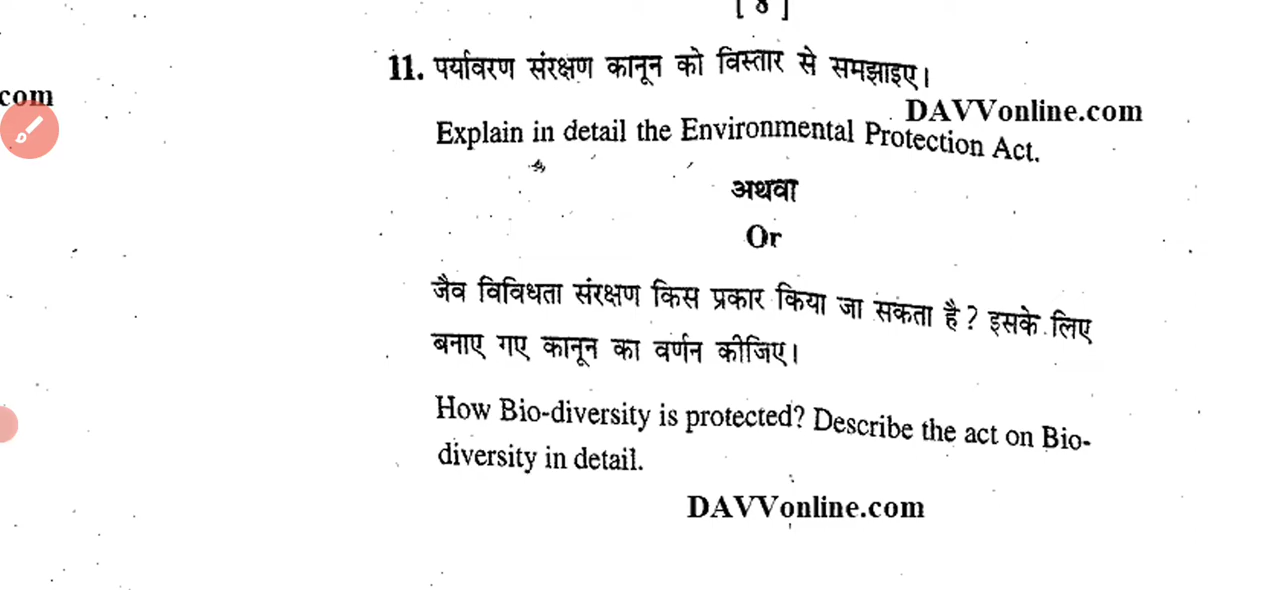 [ 8 ]
11. पर्यावरण संरक्षण कानून को विस्तार से समझाइए।
com
DAVVonline.com
Explain in detail the Environmental Protection Act.
अथवा
Or
जैव विविधता संरक्षण किस प्रकार किया जा सकता है? इसके लिए
बनाए गए कानून का वर्णन कीजिए।
How Bio-diversity is protected? Describe the act on Bio-
diversity in detail.
DAVVonline.com